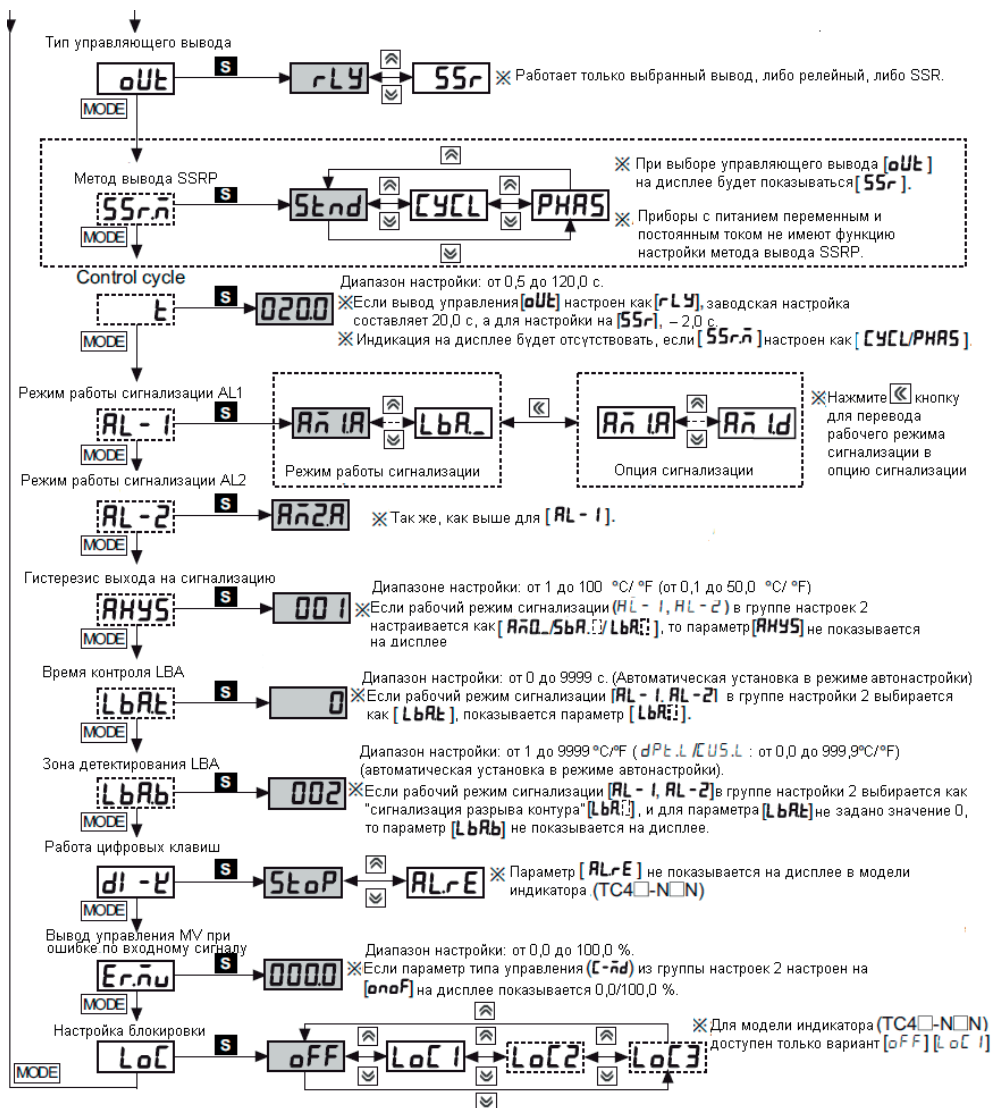 Тип управляющего вывода
oUt S rLY SSr ※ Работает только выбранный вывод, либо релейный, либо SSR.
MODE
Метод вывода SSRP
SSr.m S Stnd CYCL PHAS
※ При выборе управляющего вывода [oUt]
на дисплее будет показываться [SSr].
※ Приборы с питанием переменным и
постоянным током не имеют функцию
настройки метода вывода SSRP.
MODE
Control cycle
t S 020.0
Диапазон настройки: от 0,5 до 120,0 с.
※Если вывод управления [oUt] настроен как [rLY], заводская настройка
составляет 20,0 с, а для настройки на [SSr], – 2,0 с.
※ Индикация на дисплее будет отсутствовать, если [SSr.m] настроен как [CYCL/PHAS].
MODE
Режим работы сигнализации AL1
AL-1 S Am1.A LbA._ Am1.A Am1.d
Режим работы сигнализации
Опция сигнализации
※Нажмите кнопку
для перевода
рабочего режима
сигнализации в
опцию сигнализации
MODE
Режим работы сигнализации AL2
AL-2 S Am2.A ※ Так же, как выше для [AL-1].
MODE
Гистерезис выхода на сигнализацию
AHYS S 001
Диапазоне настройки: от 1 до 100 °C/ °F (от 0,1 до 50,0 °C/ °F)
※Если рабочий режим сигнализации (AL-1, AL-2) в группе настроек 2
настраивается как [Am0._/SbA.▯/LbA▯], то параметр [AHYS] не показывается
на дисплее
MODE
Время контроля LBA
LbA.t S 0
Диапазон настройки: от 0 до 9999 с. (Автоматическая установка в режиме автонастройки)
※Если рабочий режим сигнализации [AL-1, AL-2] в группе настройки 2 выбирается
как [LbA.t], показывается параметр [LbA▯].
MODE
Зона детектирования LBA
LbA.b S 002
Диапазон настройки: от 1 до 9999 °C/°F (dPt.L/CUS.L : от 0,0 до 999,9°C/°F)
(автоматическая установка в режиме автонастройки).
※Если рабочий режим сигнализации [AL-1, AL-2] в группе настройки 2 выбирается как
"сигнализация разрыва контура" [LbA.▯], и для параметра [LbA.t] не задано значение 0,
то параметр [LbA.b] не показывается на дисплее.
MODE
Работа цифровых клавиш
dI-K S StoP AL.rE
※ Параметр [AL.rE] не показывается на дисплее в модели
индикатора (TC4□-N□N)
MODE
Вывод управления MV при
ошибке по входному сигналу
Er.mv S 000.0
Диапазон настройки: от 0,0 до 100,0 %.
※Если параметр типа управления (C-md) из группы настроек 2 настроен на
[onoF] на дисплее показывается 0,0/100,0 %.
MODE
Настройка блокировки
LoC S oFF LoC1 LoC2 LoC3
※Для модели индикатора (TC4□-N□N)
доступен только вариант [oFF] [LoC 1]
MODE